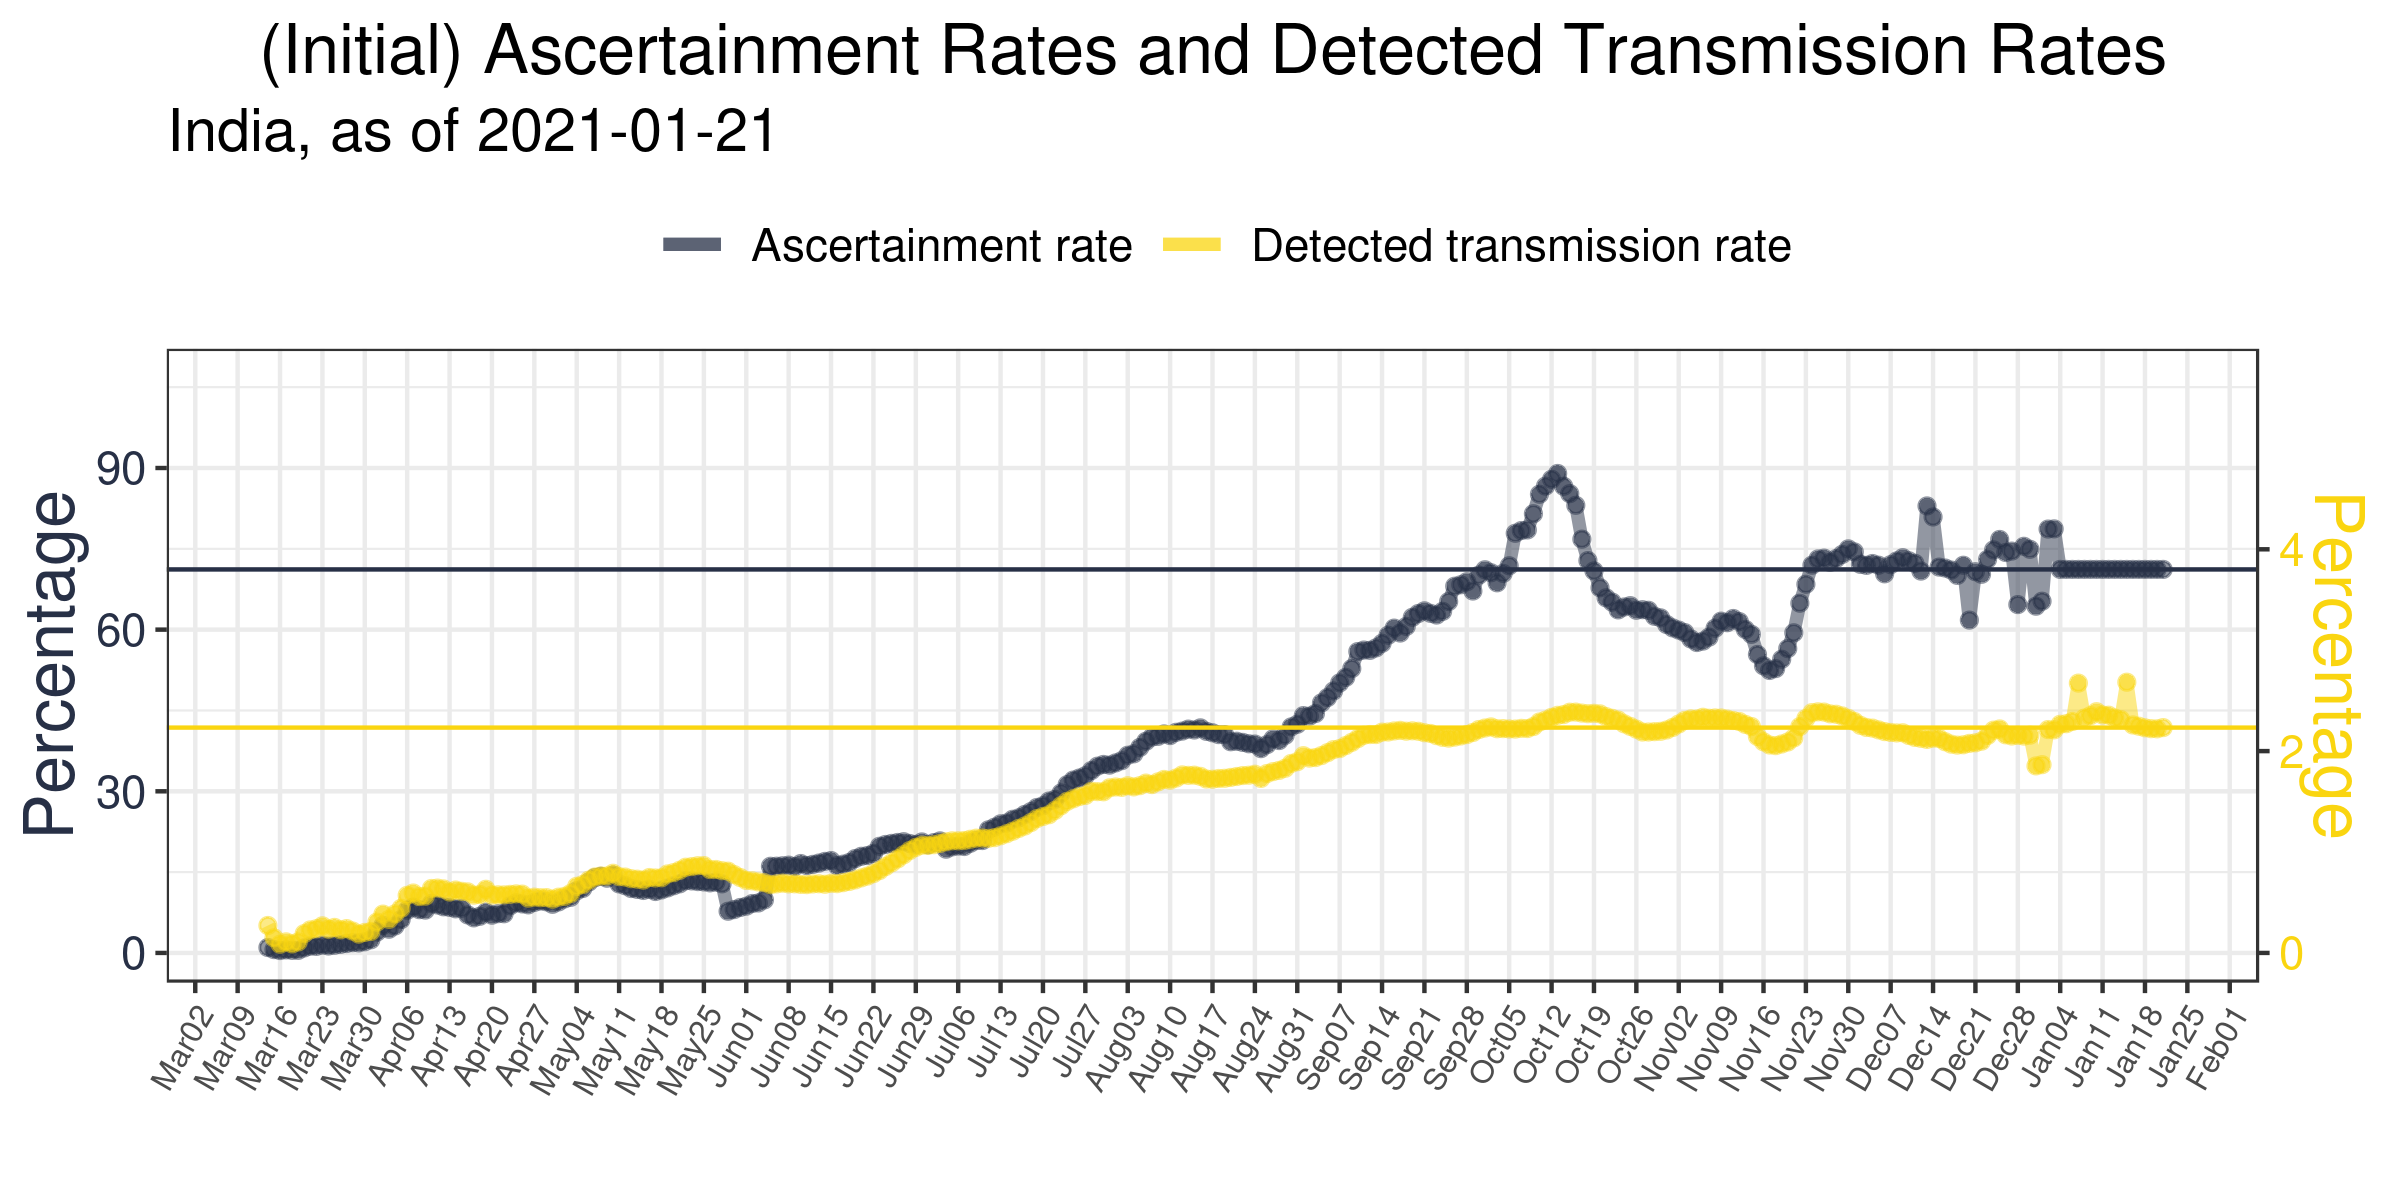 (Initial) Ascertainment Rates and Detected Transmission Rates
India, as of 2021-01-21
Ascertainment rate
Detected transmission rate
Percentage
90
60
30
0
4
2
0
Percentage
Mar02
Mar09
Mar16
Mar23
Mar30
Apr06
Apr13
Apr20
Apr27
May04
May11
May18
May25
Jun01
Jun08
Jun15
Jun22
Jun29
Jul06
Jul13
Jul20
Jul27
Aug03
Aug10
Aug17
Aug24
Aug31
Sep07
Sep14
Sep21
Sep28
Oct05
Oct12
Oct19
Oct26
Nov02
Nov09
Nov16
Nov23
Nov30
Dec07
Dec14
Dec21
Dec28
Jan04
Jan11
Jan18
Jan25
Feb01